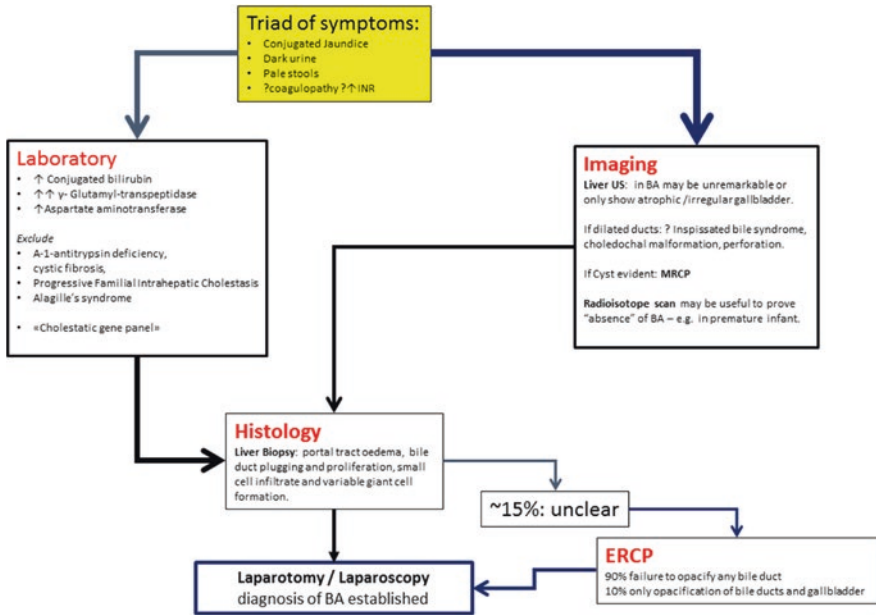 Triad of symptoms:
• Conjugated Jaundice
• Dark urine
• Pale stools
• ?coagulopathy ?↑ INR
Laboratory
• ↑ Conjugated bilirubin
• ↑↑ γ- Glutamyl-transpeptidase
• ↑Aspartate aminotransferase
Exclude
• A-1-antitrypsin deficiency,
• cystic fibrosis,
• Progressive Familial Intrahepatic Cholestasis
• Alagille's syndrome
• «Cholestatic gene panel»
Imaging
Liver US: in BA may be unremarkable or
only show atrophic /irregular gallbladder.
If dilated ducts: ? Inspissated bile syndrome,
choledochal malformation, perforation.
If Cyst evident: MRCP
Radioisotope scan may be useful to prove
"absence" of BA – e.g. in premature infant.
Histology
Liver Biopsy: portal tract oedema, bile
duct plugging and proliferation, small
cell infiltrate and variable giant cell
formation.
~15%: unclear
ERCP
90% failure to opacify any bile duct
10% only opacification of bile ducts and gallbladder
Laparotomy / Laparoscopy
diagnosis of BA established